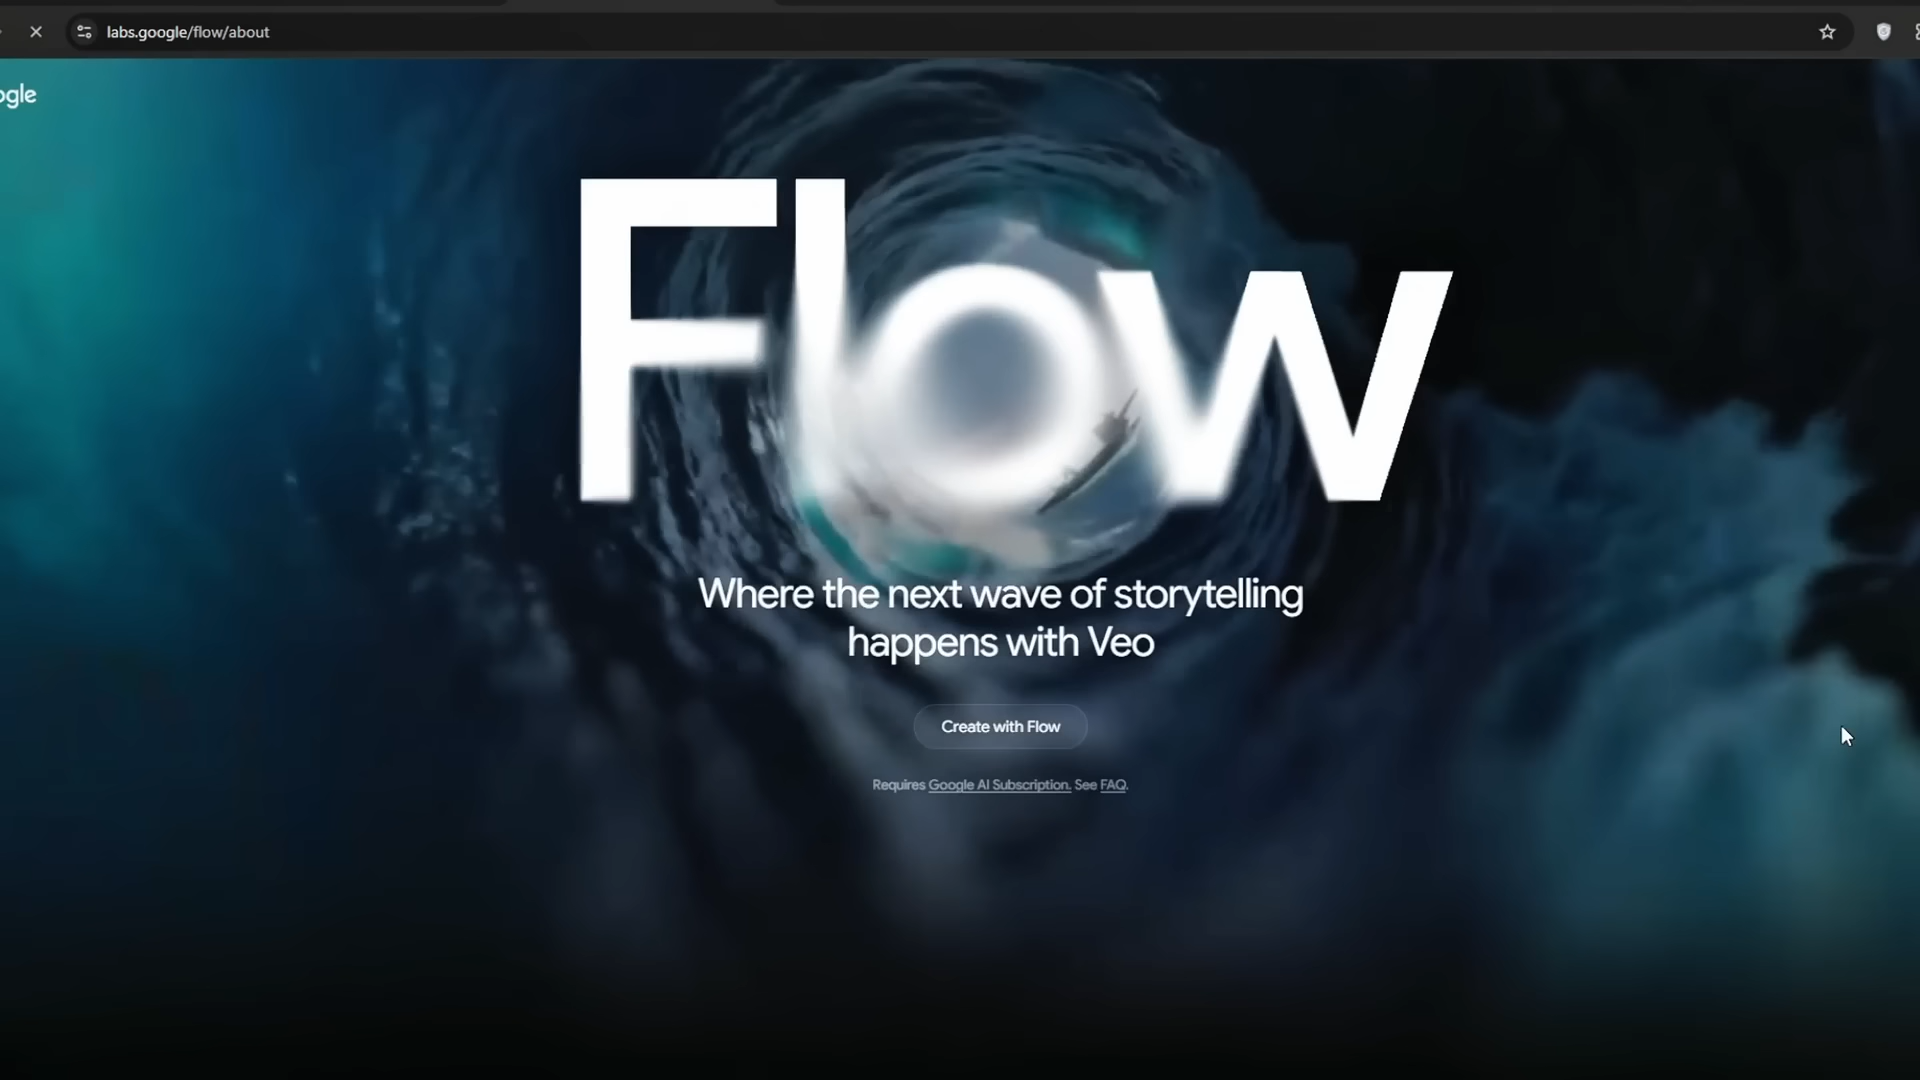 labs.google/flow/about
ogle
Flow
Where the next wave of storytelling
happens with Veo
Create with Flow
Requires Google AI Subscription. See FAQ.